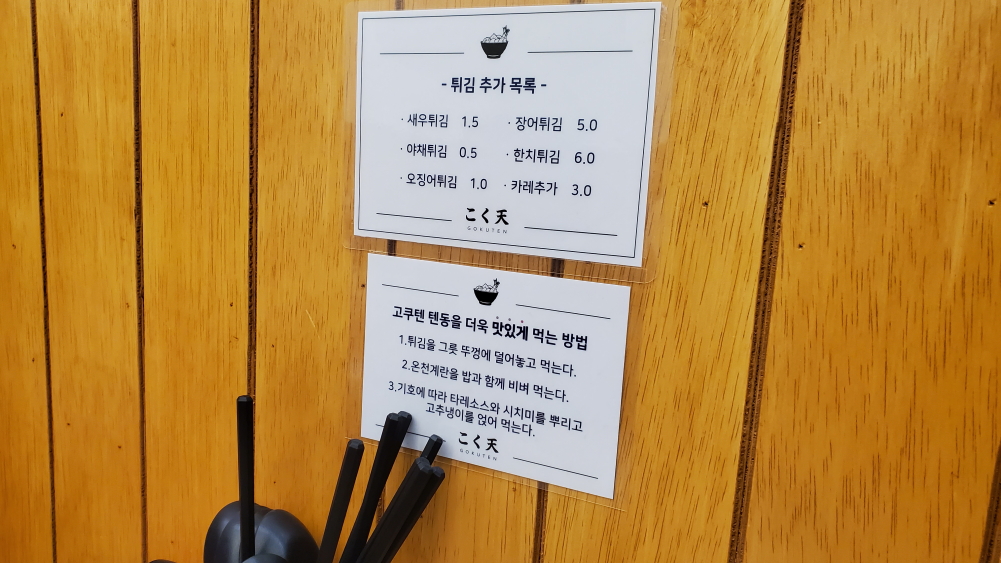 - 튀김 추가 목록 -
· 새우튀김 1.5 · 장어튀김 5.0
· 야채튀김 0.5 · 한치튀김 6.0
· 오징어튀김 1.0 · 카레추가 3.0
こく天
GOKUTEN
고쿠텐 텐동을 더욱 맛있게 먹는 방법
1.튀김을 그릇 뚜껑에 덜어놓고 먹는다.
2.온천계란을 밥과 함께 비벼 먹는다.
3.기호에 따라 타레소스와 시치미를 뿌리고
고추냉이를 얹어 먹는다.
こく天
GOKUTEN